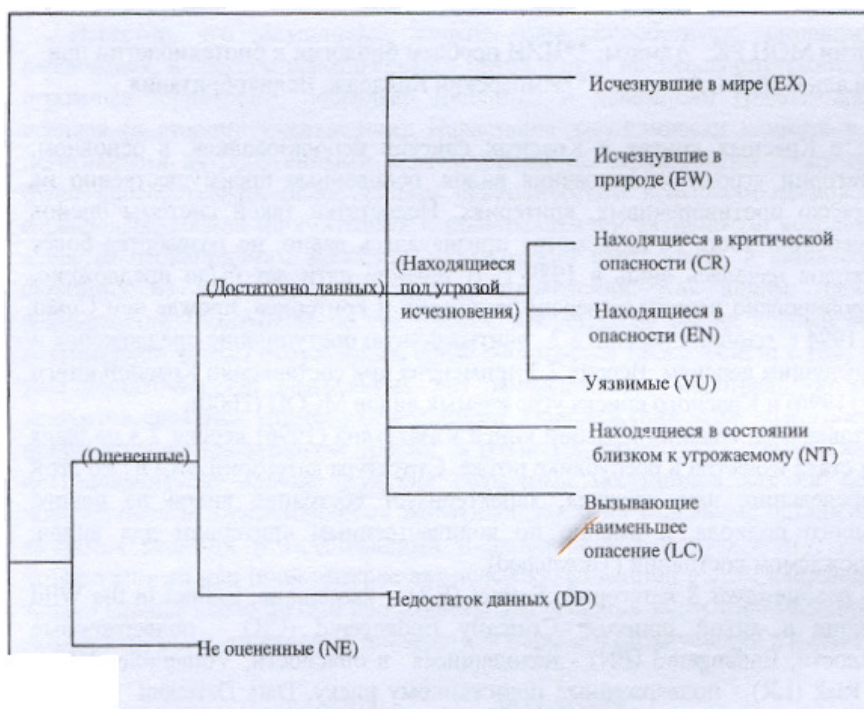 Исчезнувшие в мире (EX)
Исчезнувшие в
природе (EW)
Находящиеся в критической
опасности (CR)
(Достаточно данных)
(Находящиеся
под угрозой
исчезновения)
Находящиеся в
опасности (EN)
Уязвимые (VU)
Находящиеся в состоянии
близком к угрожаемому (NT)
(Оцененные)
Вызывающие
наименьшее
опасение (LC)
Недостаток данных (DD)
Не оцененные (NE)